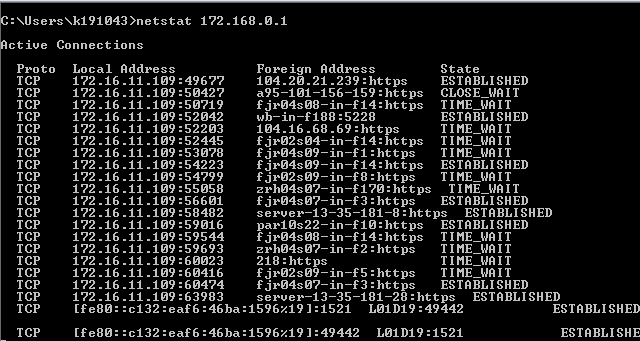 C:\Users\k191043>netstat 172.168.0.1
Active Connections
Proto Local Address Foreign Address State
TCP 172.16.11.109:49677 104.20.21.239:https ESTABLISHED
TCP 172.16.11.109:50427 a95-101-156-159:https CLOSE_WAIT
TCP 172.16.11.109:50719 fjr04s08-in-f14:https TIME_WAIT
TCP 172.16.11.109:52042 wb-in-f188:5228 ESTABLISHED
TCP 172.16.11.109:52203 104.16.68.69:https TIME_WAIT
TCP 172.16.11.109:52445 fjr02s04-in-f14:https TIME_WAIT
TCP 172.16.11.109:53078 fjr04s09-in-f1:https TIME_WAIT
TCP 172.16.11.109:54223 fjr04s09-in-f14:https ESTABLISHED
TCP 172.16.11.109:54799 fjr02s09-in-f8:https TIME_WAIT
TCP 172.16.11.109:55058 zrh04s07-in-f170:https TIME_WAIT
TCP 172.16.11.109:56601 fjr04s07-in-f3:https ESTABLISHED
TCP 172.16.11.109:58482 server-13-35-181-8:https ESTABLISHED
TCP 172.16.11.109:59016 par10s22-in-f10:https ESTABLISHED
TCP 172.16.11.109:59544 fjr04s08-in-f14:https TIME_WAIT
TCP 172.16.11.109:59693 zrh04s07-in-f2:https TIME_WAIT
TCP 172.16.11.109:60023 218:https TIME_WAIT
TCP 172.16.11.109:60416 fjr02s09-in-f5:https TIME_WAIT
TCP 172.16.11.109:60474 fjr04s07-in-f3:https ESTABLISHED
TCP 172.16.11.109:63983 server-13-35-181-28:https ESTABLISHED
TCP [fe80::c132:eaf6:46ba:1596%19]:1521 L01D19:49442 ESTABLISHED
TCP [fe80::c132:eaf6:46ba:1596%19]:49442 L01D19:1521 ESTABLISHED